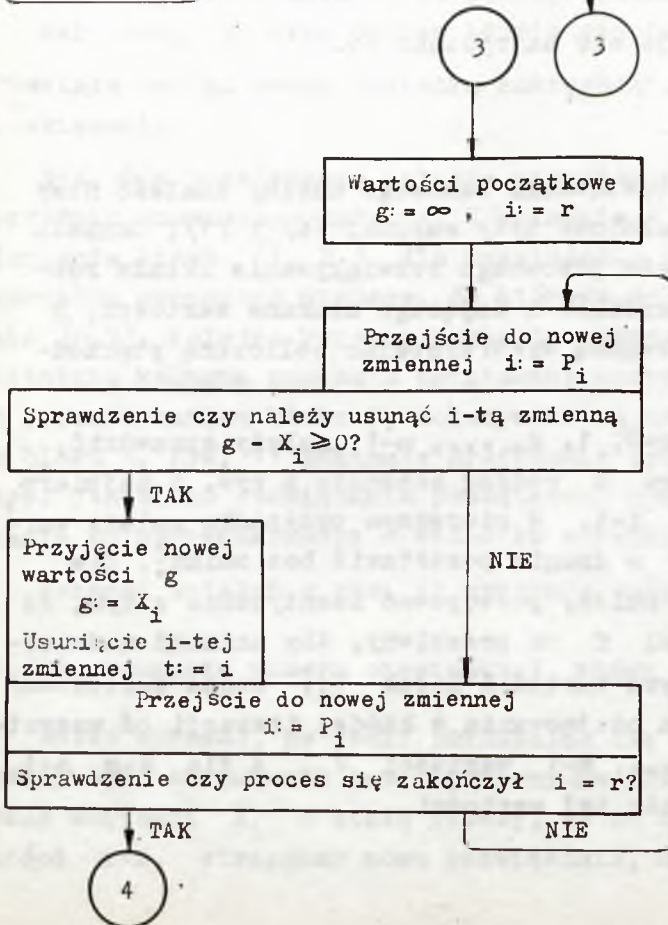 3 3
Wartości początkowe
g: = ∞ , i: = r
Przejście do nowej
zmiennej i: = P_i
Sprawdzenie czy należy usunąć i-tą zmienną
g = X_i ⩾ 0?
TAK
NIE
Przyjęcie nowej
wartości g
g: = X_i
Usunięcie i-tej
zmiennej t: = i
Przejście do nowej zmiennej
i: = P_i
Sprawdzenie czy proces się zakończył i = r?
TAK
NIE
4